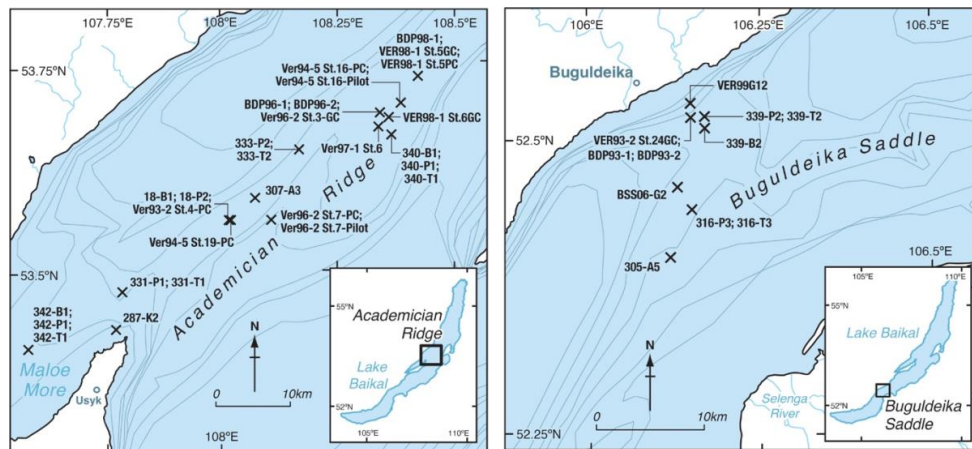 107.75°E
108°E
108.25°E
108.5°E
BDP98-1;
VER98-1 St.5GC;
VER98-1 St.5PC
53.75°N
Ver94-5 St.16-PC;
Ver94-5 St.16-Pilot
BDP96-1; BDP96-2;
Ver96-2 St.3-GC
VER98-1 St.6GC
Ver97-1 St.6
333-P2;
333-T2
340-B1;
340-P1;
340-T1
18-B1; 18-P2;
Ver93-2 St.4-PC
307-A3
Ver96-2 St.7-PC;
Ver96-2 St.7-Pilot
Ver94-5 St.19-PC
Academician Ridge
53.5°N
331-P1; 331-T1
342-B1;
342-P1;
342-T1
287-K2
Maloe
More
Usyk
N
0
10km
55°N
Academician
Ridge
Lake
Baikal
52°N
105°E
110°E
108°E
106°E
106.25°E
106.5°E
Buguldeika
VER99G12
339-P2; 339-T2
52.5°N
VER93-2 St.24GC;
BDP93-1; BDP93-2
339-B2
Buguldeika Saddle
BSS06-G2
316-P3; 316-T3
305-A5
106.5°E
N
0
10km
Selenga
River
105°E
110°E
55°N
Lake Baikal
52°N
Buguldeika
Saddle
52.25°N
106°E
106.25°E